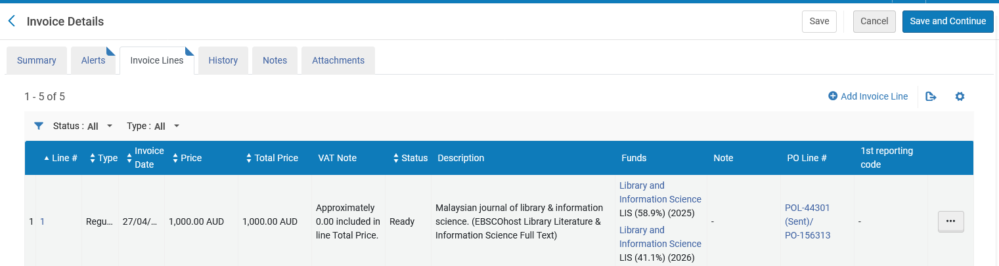 Invoice Details
Save
Cancel
Save and Continue
Summary
Alerts
Invoice Lines
History
Notes
Attachments
1 - 5 of 5
Add Invoice Line
Status : All
Type : All
Line #
Type
Invoice
Date
Price
Total Price
VAT Note
Status
Description
Funds
Note
PO Line #
1st reporting
code
1
1
Regu...
27/04/...
1,000.00 AUD
1,000.00 AUD
Approximately
0.00 included in
line Total Price.
Ready
Malaysian journal of library & information
science. (EBSCOhost Library Literature &
Information Science Full Text)
Library and
Information Science
LIS (58.9%) (2025)
Library and
Information Science
LIS (41.1%) (2026)
-
POL-44301
(Sent)/
PO-156313
-